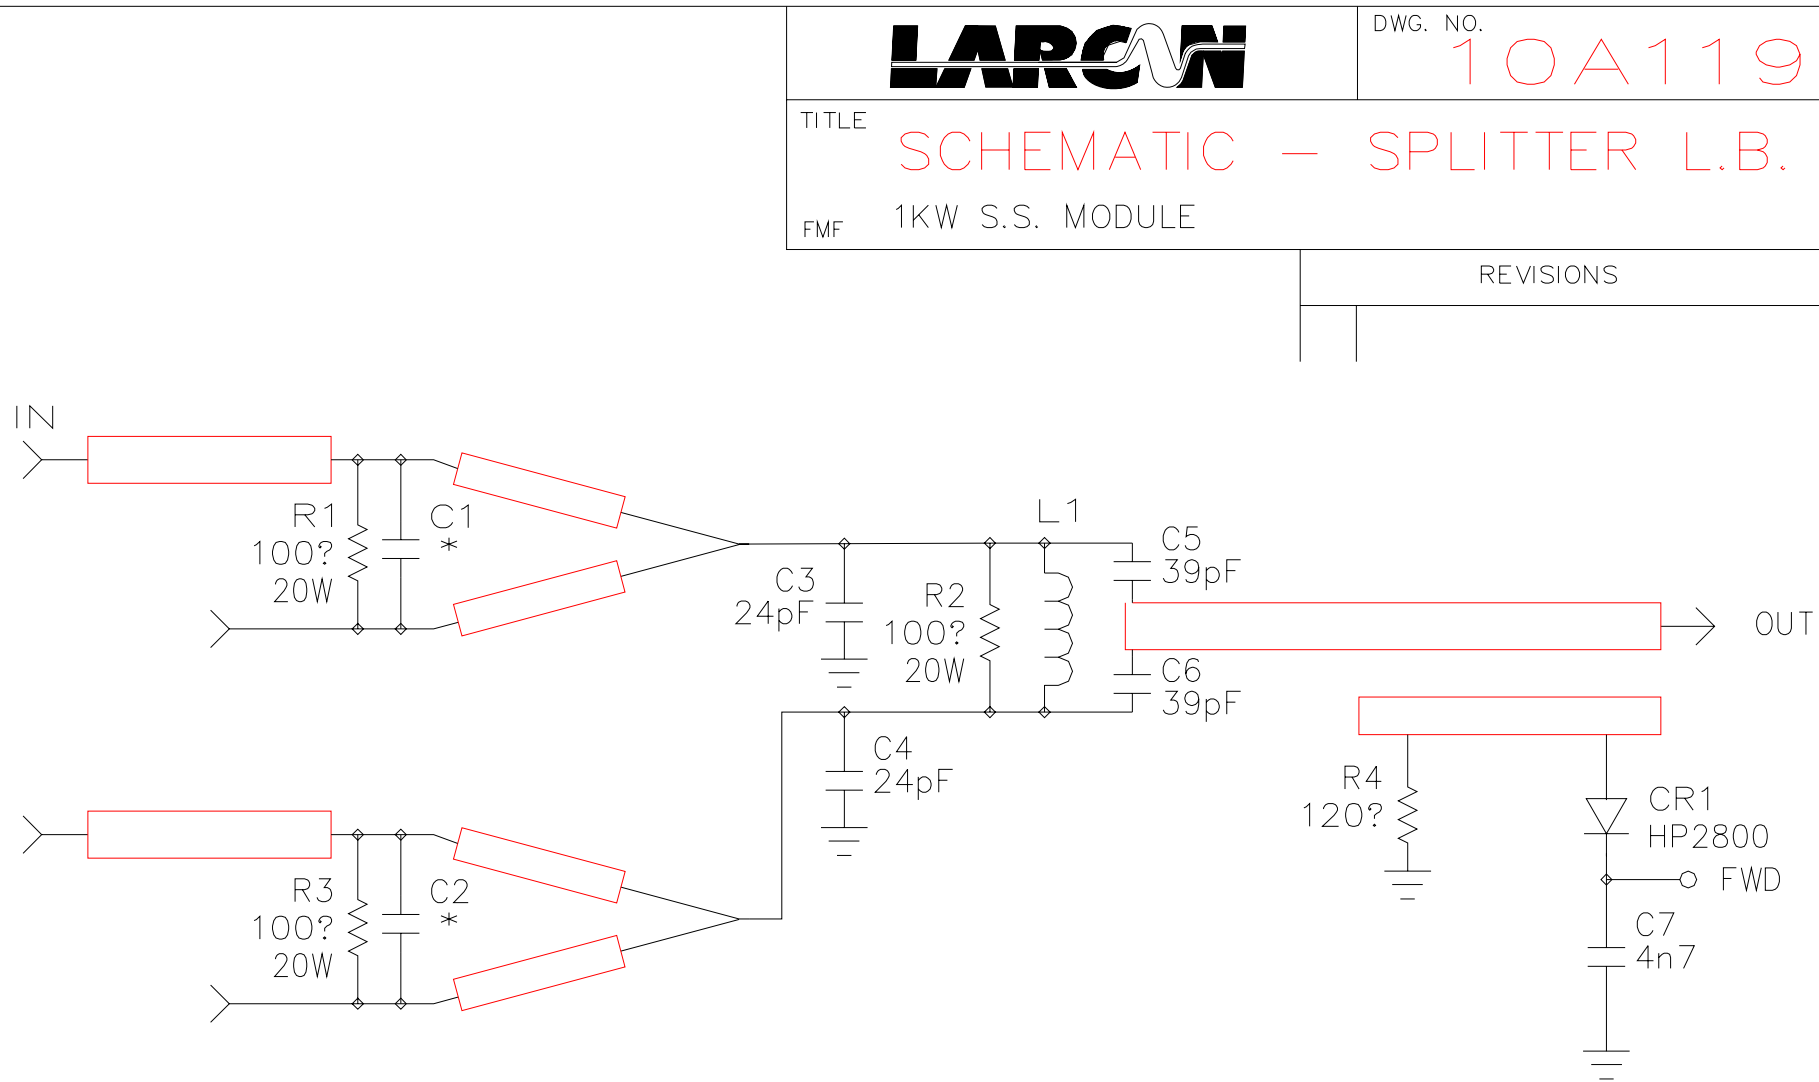 LARCAN
DWG. NO.
10A119
TITLE
SCHEMATIC - SPLITTER L.B.
FMF
1KW S.S. MODULE
REVISIONS
IN
R1
100?
20W
C1
*
C3
24pF
R2
100?
20W
L1
C5
39pF
OUT
C6
39pF
C4
24pF
R3
100?
20W
C2
*
R4
120?
CR1
HP2800
FWD
C7
4n7